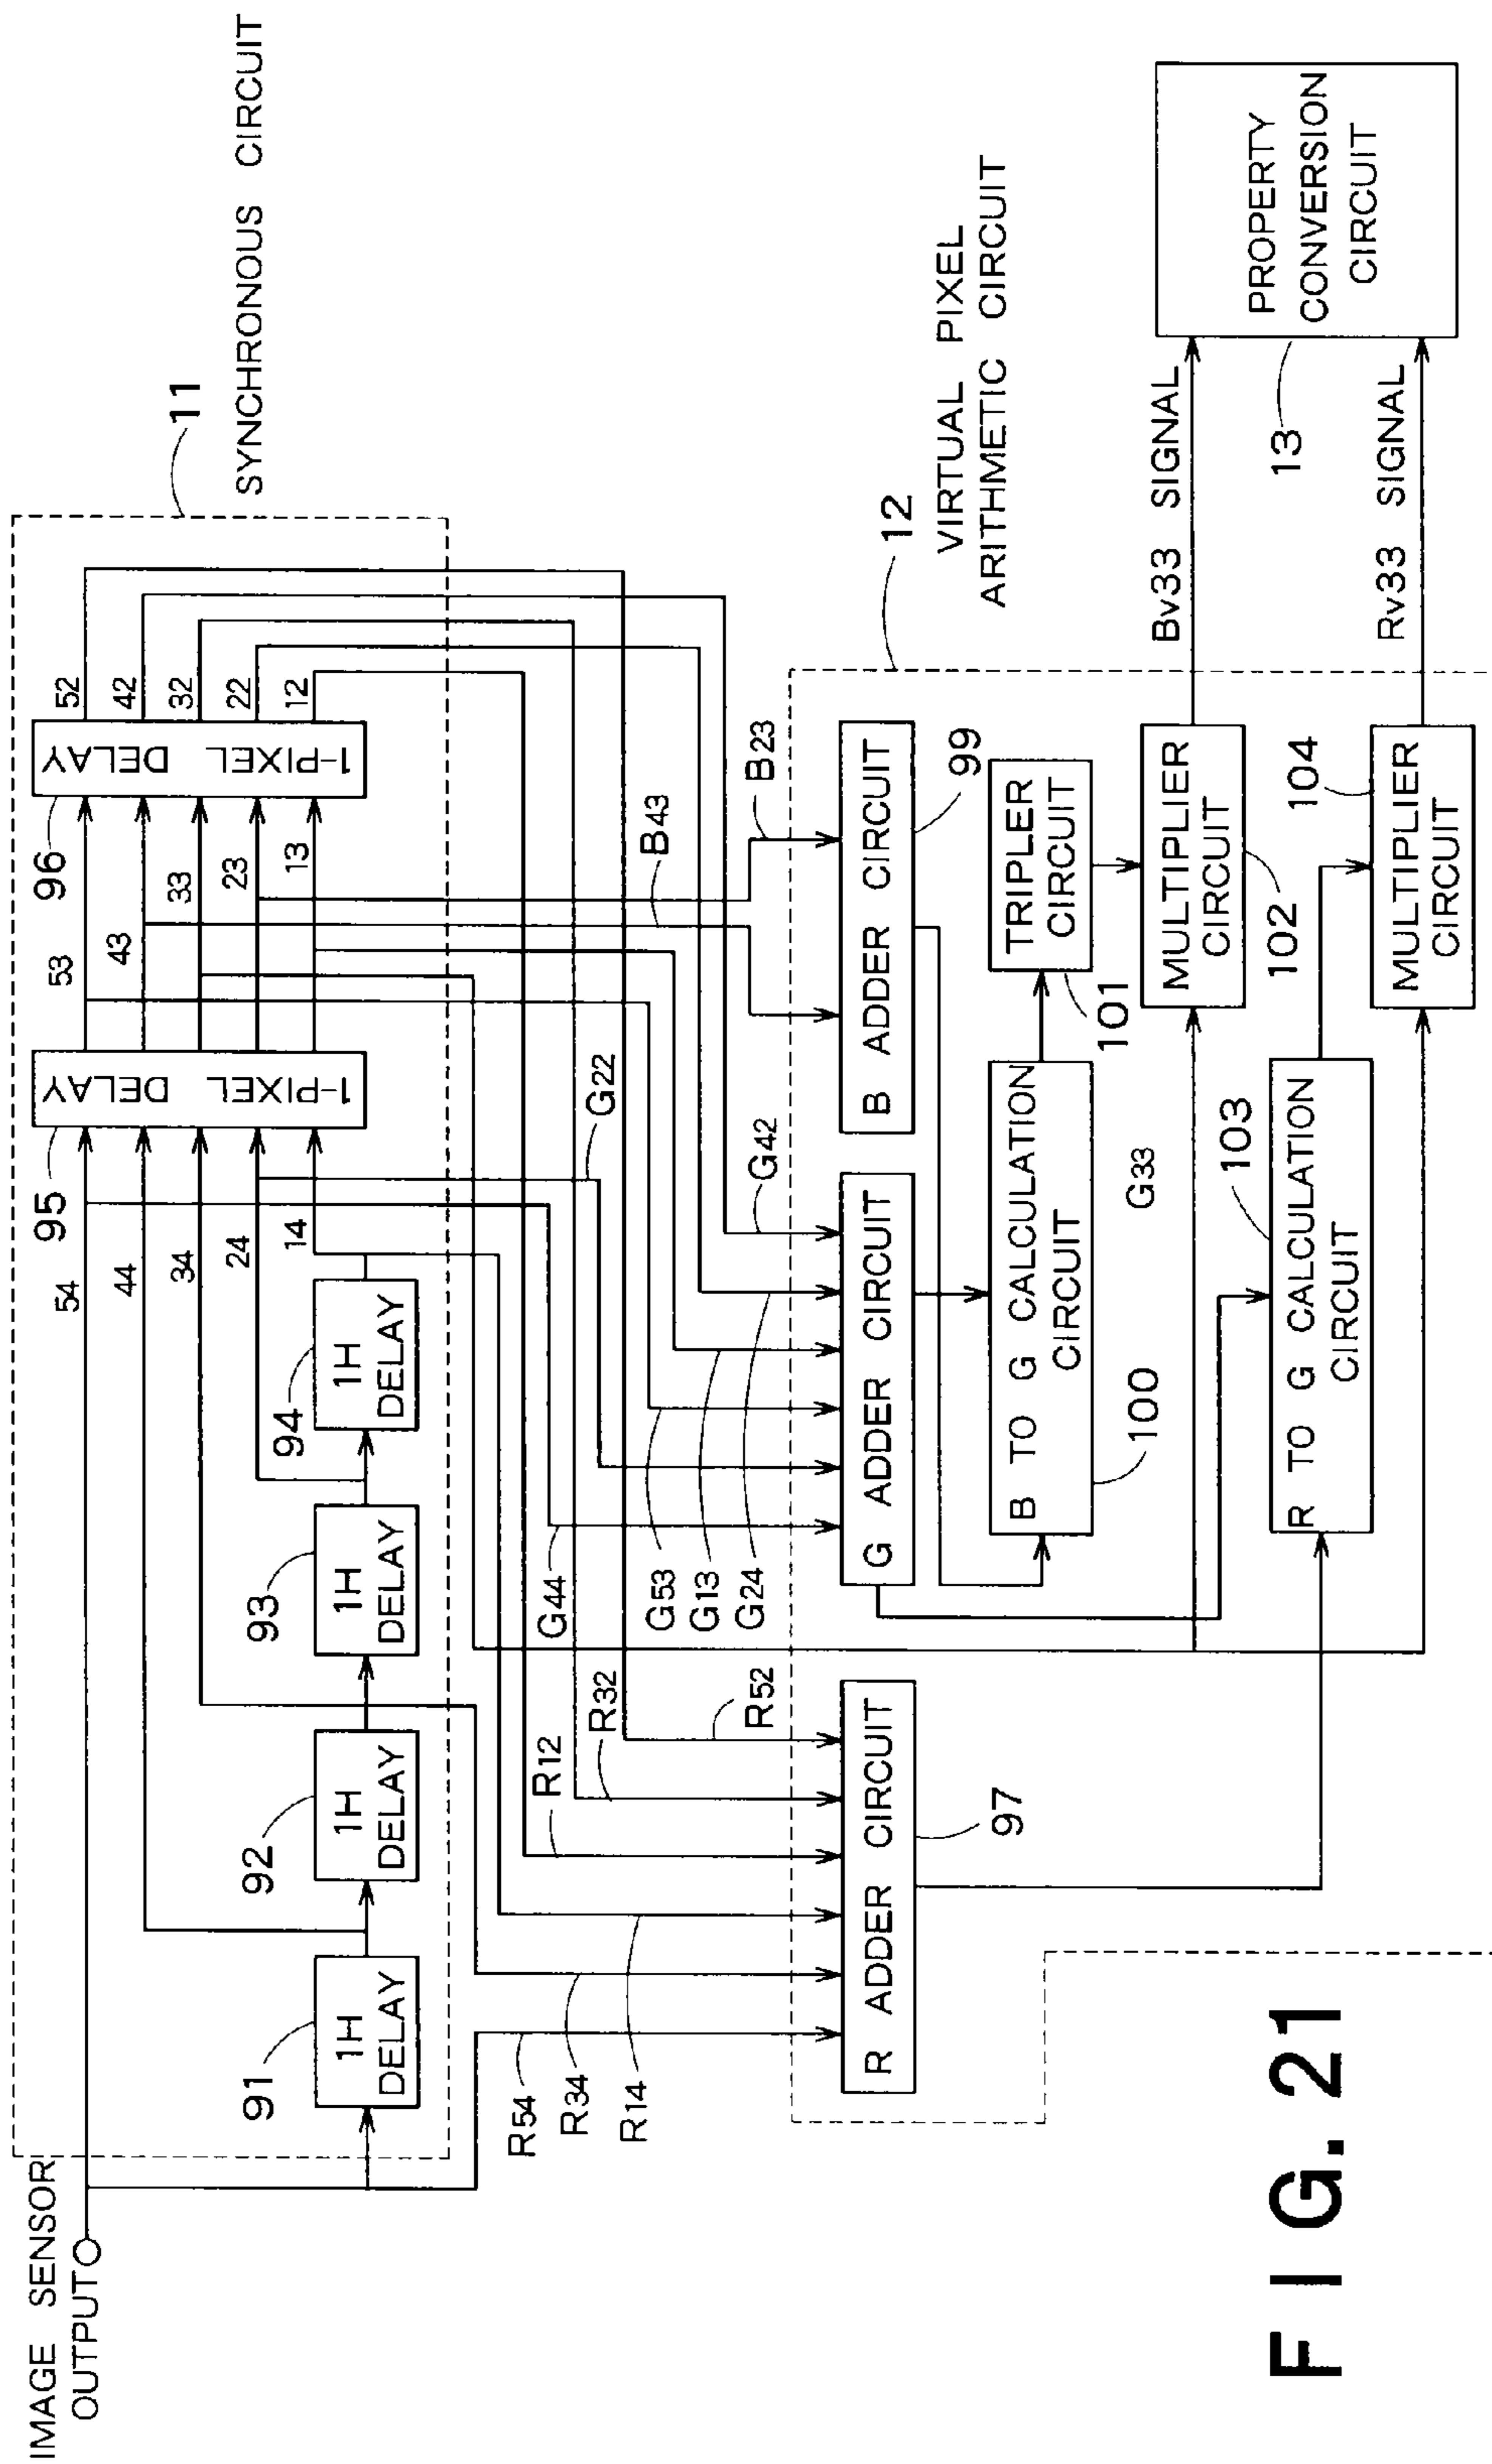 IMAGE SENSOR
OUTPUT
11
SYNCHRONOUS CIRCUIT
91
1H
DELAY
92
1H
DELAY
93
1H
DELAY
94
1H
DELAY
54
44
34
24
14
95
1-PIXEL DELAY
53
43
33
23
13
96
1-PIXEL DELAY
52
42
32
22
12
R54
R34
R14
R12
R32
R52
G44
G53
G13
G24
G22
G42
B43
B23
12
VIRTUAL PIXEL
ARITHMETIC CIRCUIT
R ADDER CIRCUIT
97
G ADDER CIRCUIT
B ADDER CIRCUIT
99
B TO G CALCULATION
CIRCUIT
100
TRIPLER
CIRCUIT
101
G33
MULTIPLIER
CIRCUIT
102
R TO G CALCULATION
CIRCUIT
103
MULTIPLIER
CIRCUIT
104
Bv33 SIGNAL
Rv33 SIGNAL
PROPERTY
CONVERSION
CIRCUIT
13
FIG. 21